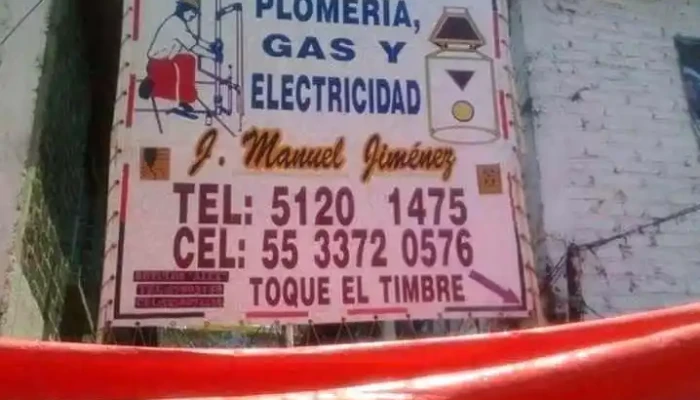 PLOMERIA,
GAS Y
ELECTRICIDAD
J. Manuel Jiménez
TEL: 5120 1475
CEL: 55 3372 0576
TOQUE EL TIMBRE